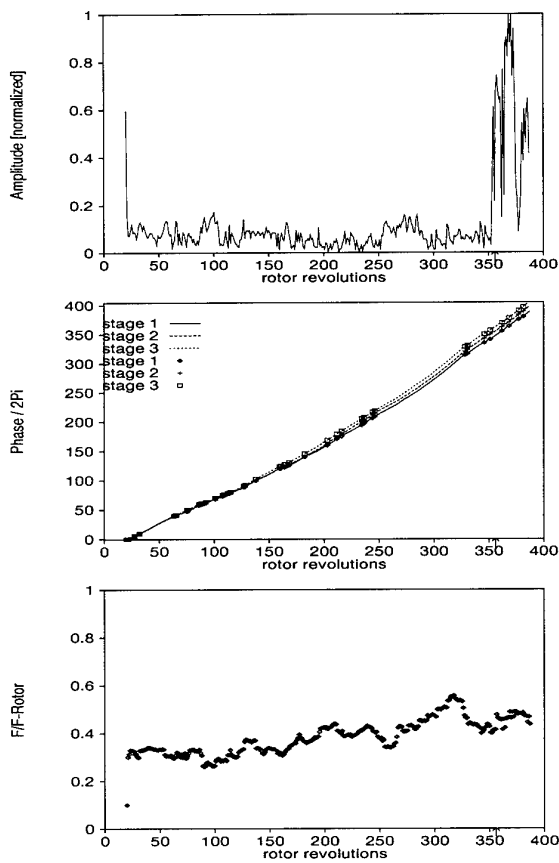 Amplitude [normalized]
1
0.8
0.6
0.4
0.2
0
0 50 100 150 200 250 300 350 400
rotor revolutions
Phase / 2Pi
400
350
300
250
200
150
100
50
0
stage 1
stage 2
stage 3
stage 1
stage 2
stage 3
0 50 100 150 200 250 300 350 400
rotor revolutions
F/F-Rotor
1
0.8
0.6
0.4
0.2
0
0 50 100 150 200 250 300 350 400
rotor revolutions